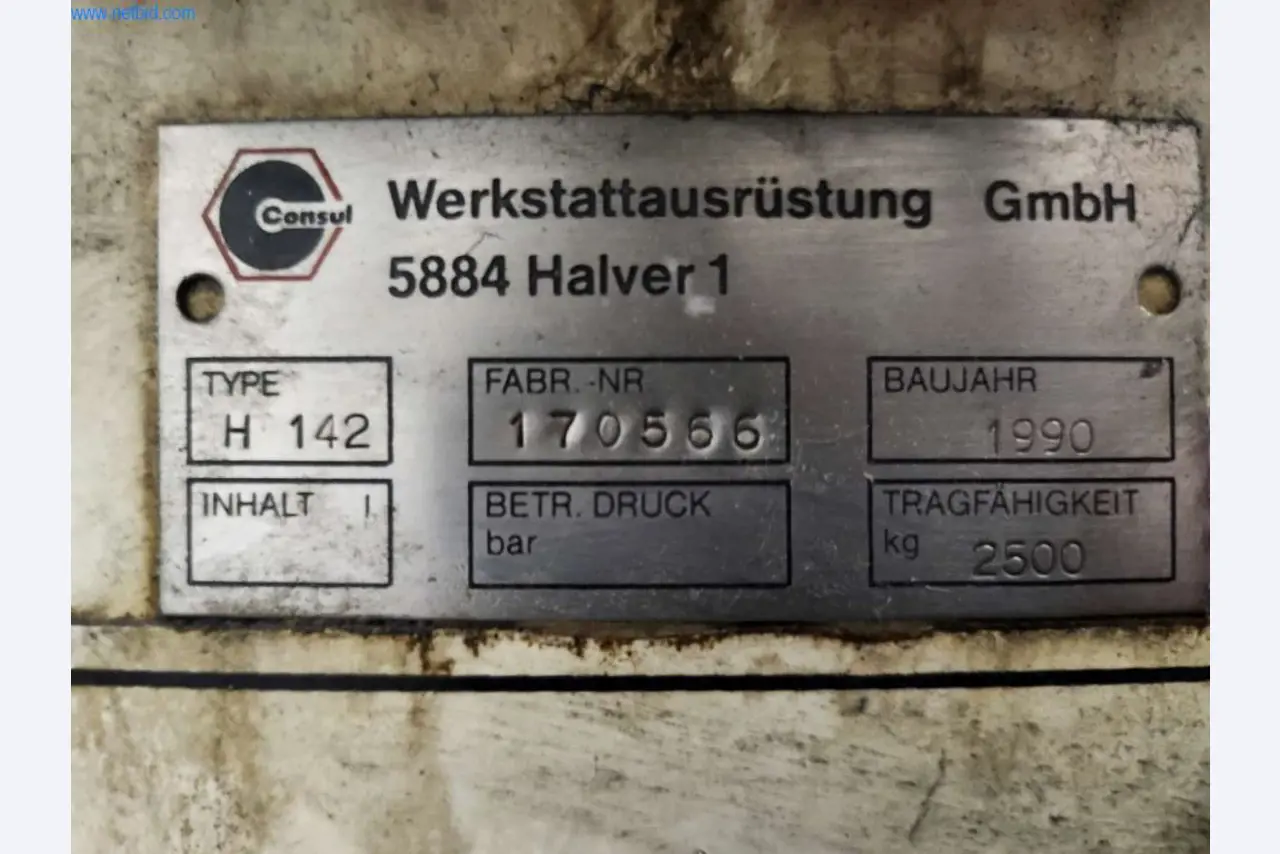 www.netbid.com
Consul
Werkstattausrüstung GmbH
5884 Halver 1
TYPE
H 142
FABR.-NR
170566
BAUJAHR
1990
INHALT l
BETR. DRUCK
bar
TRAGFÄHIGKEIT
kg 2500